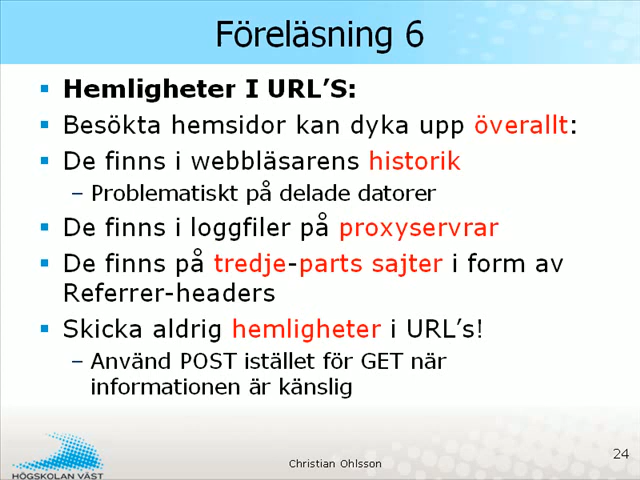 Föreläsning 6
Hemligheter I URL’S:
Besökta hemsidor kan dyka upp överallt:
De finns i webbläsarens historik
– Problematiskt på delade datorer
De finns i loggfiler på proxyservrar
De finns på tredje-parts sajter i form av
Referrer-headers
Skicka aldrig hemligheter i URL’s!
– Använd POST istället för GET när
informationen är känslig
24
Christian Ohlsson
HÖGSKOLAN VÄST